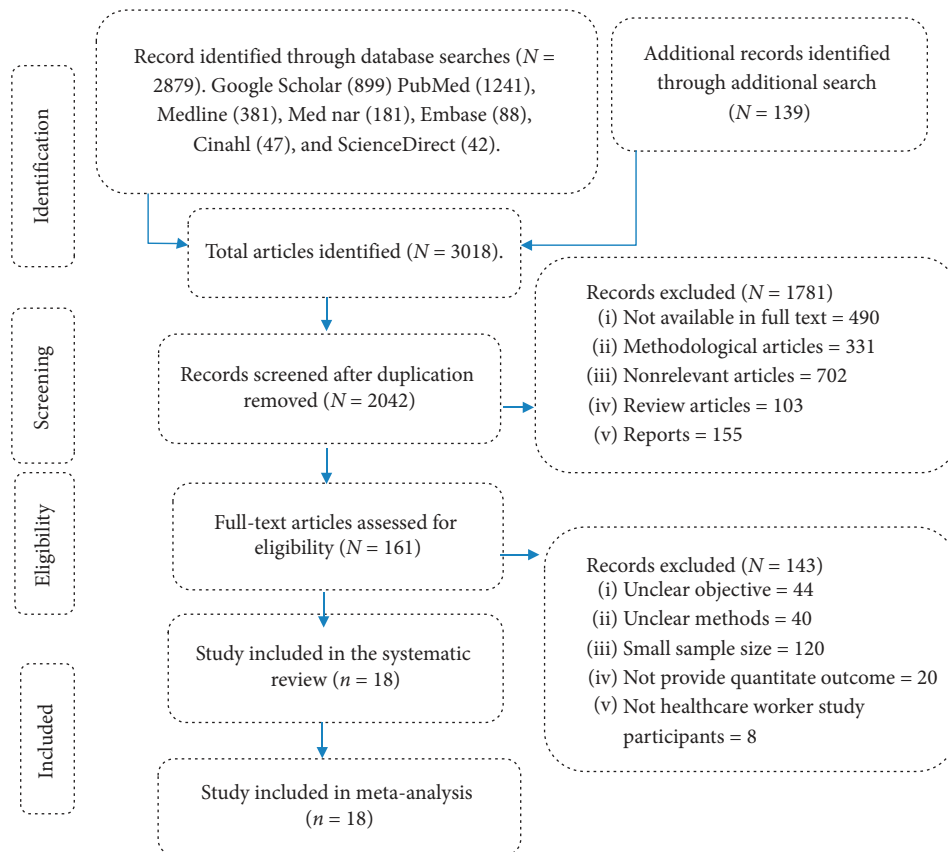 Identification
Record identified through database searches (N =
2879). Google Scholar (899) PubMed (1241),
Medline (381), Med nar (181), Embase (88),
Cinahl (47), and ScienceDirect (42).
Additional records identified
through additional search
(N = 139)
Total articles identified (N = 3018).
Screening
Records screened after duplication
removed (N = 2042)
Records excluded (N = 1781)
(i) Not available in full text = 490
(ii) Methodological articles = 331
(iii) Nonrelevant articles = 702
(iv) Review articles = 103
(v) Reports = 155
Eligibility
Full-text articles assessed for
eligibility (N = 161)
Records excluded (N = 143)
(i) Unclear objective = 44
(ii) Unclear methods = 40
(iii) Small sample size = 120
(iv) Not provide quantitate outcome = 20
(v) Not healthcare worker study
participants = 8
Included
Study included in the systematic
review (n = 18)
Study included in meta-analysis
(n = 18)